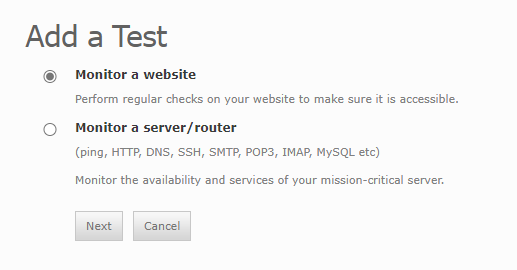 Add a Test
Monitor a website
Perform regular checks on your website to make sure it is accessible.
Monitor a server/router
(ping, HTTP, DNS, SSH, SMTP, POP3, IMAP, MySQL etc)
Monitor the availability and services of your mission-critical server.
Next Cancel